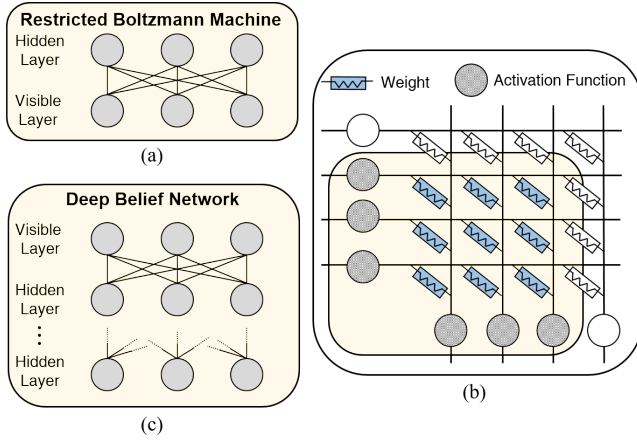 Restricted Boltzmann Machine
Hidden
Layer
Visible
Layer
(a)
Deep Belief Network
Visible
Layer
Hidden
Layer
Hidden
Layer
(c)
Weight
Activation Function
(b)